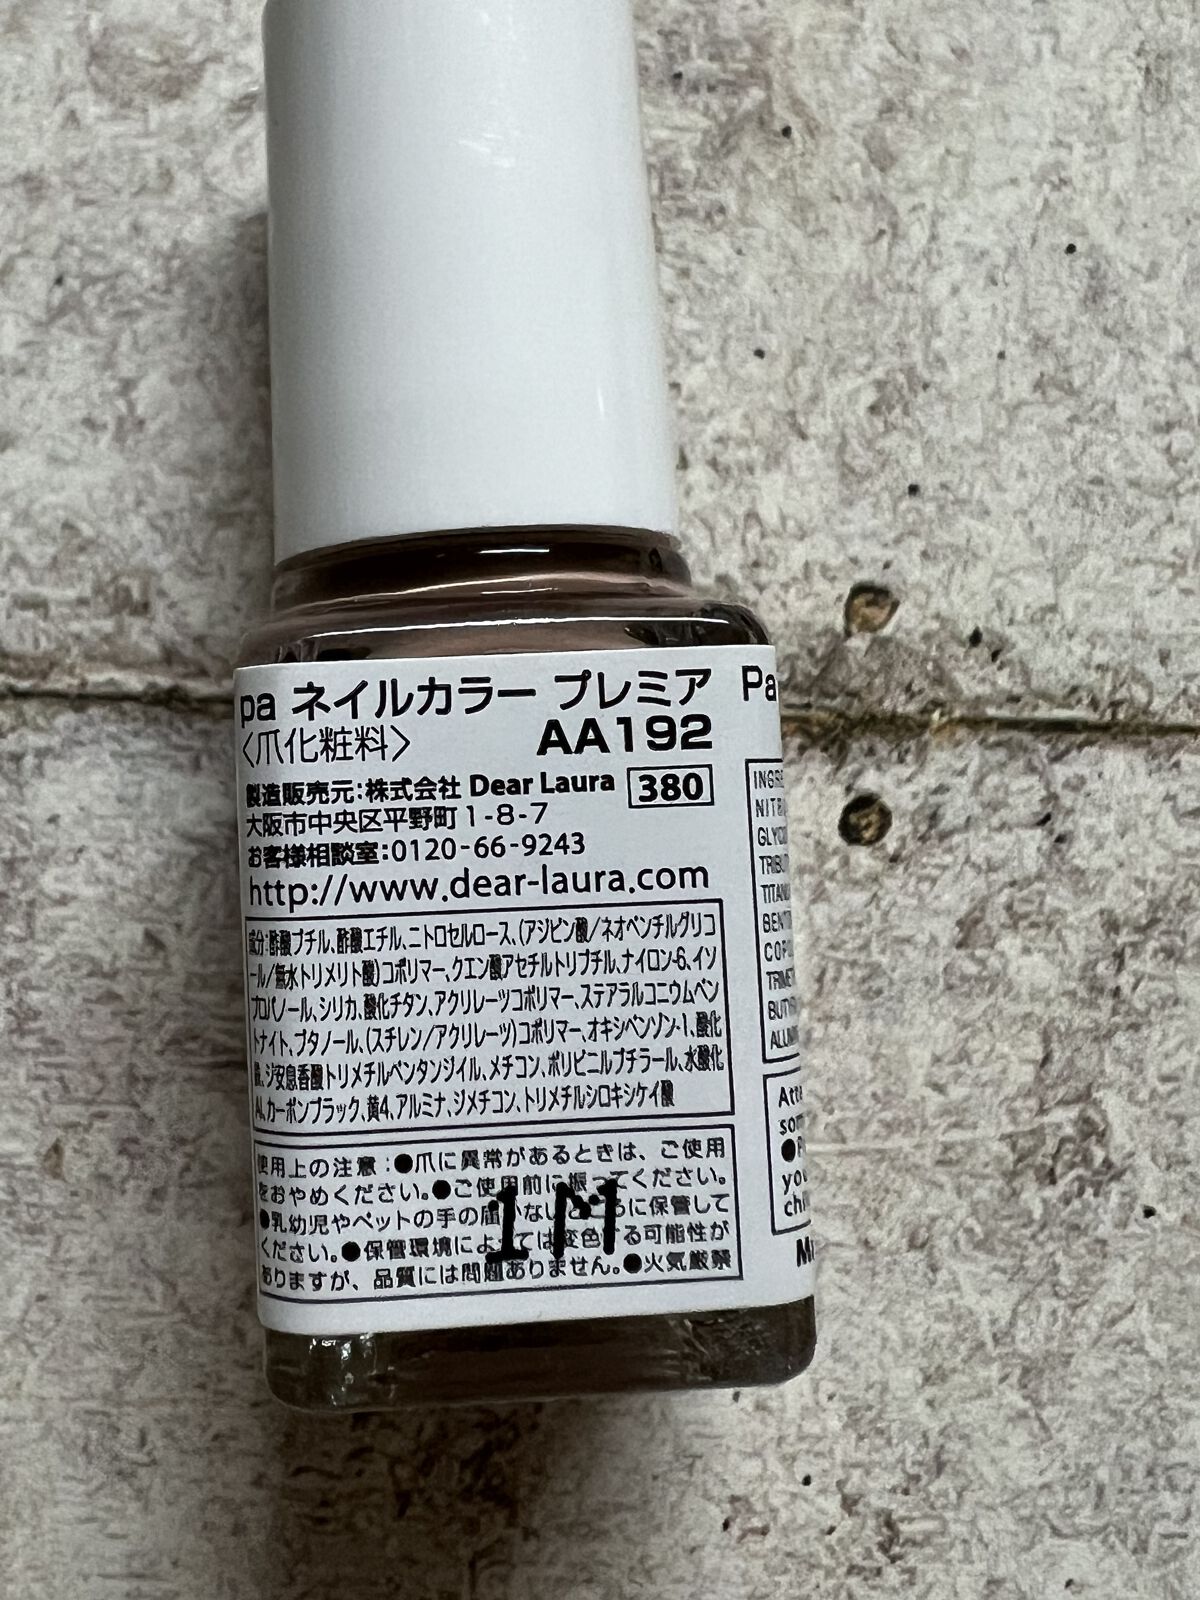 pa ネイルカラー プレミア
〈爪化粧料〉 AA192
製造販売元:株式会社 Dear Laura 380
大阪市中央区平野町1-8-7
お客様相談室:0120-66-9243
http://www.dear-laura.com
成分:酢酸ブチル、酢酸エチル、ニトロセルロース、(アジピン酸/ネオペンチルグリコ
ール/無水トリメリト酸)コポリマー、クエン酸アセチルトリブチル、ナイロン-6、イソ
プロパノール、シリカ、酸化チタン、アクリレーツコポリマー、ステアラルコニウムベン
トナイト、ブタノール、(スチレン/アクリレーツ)コポリマー、オキシベンゾン-1、酸化
鉄、ジ安息香酸トリメチルペンタンジイル、メチコン、ポリビニルブチラール、水酸化
Al、カーボンブラック、黄4、アルミナ、ジメチコン、トリメチルシロキシケイ酸
使用上の注意:●爪に異常があるときは、ご使用
をおやめください。●ご使用前に振ってください。
●乳幼児やペットの手の届かないところに保管して
ください。●保管環境によっては変色する可能性が
ありますが、品質には問題ありません。●火気厳禁
1M
Pa
INGRE
NITR
GLYC
TRIBU
TITAN
BEN
COP
TRIME
BUTY
ALUM
Atte
som
you
chi